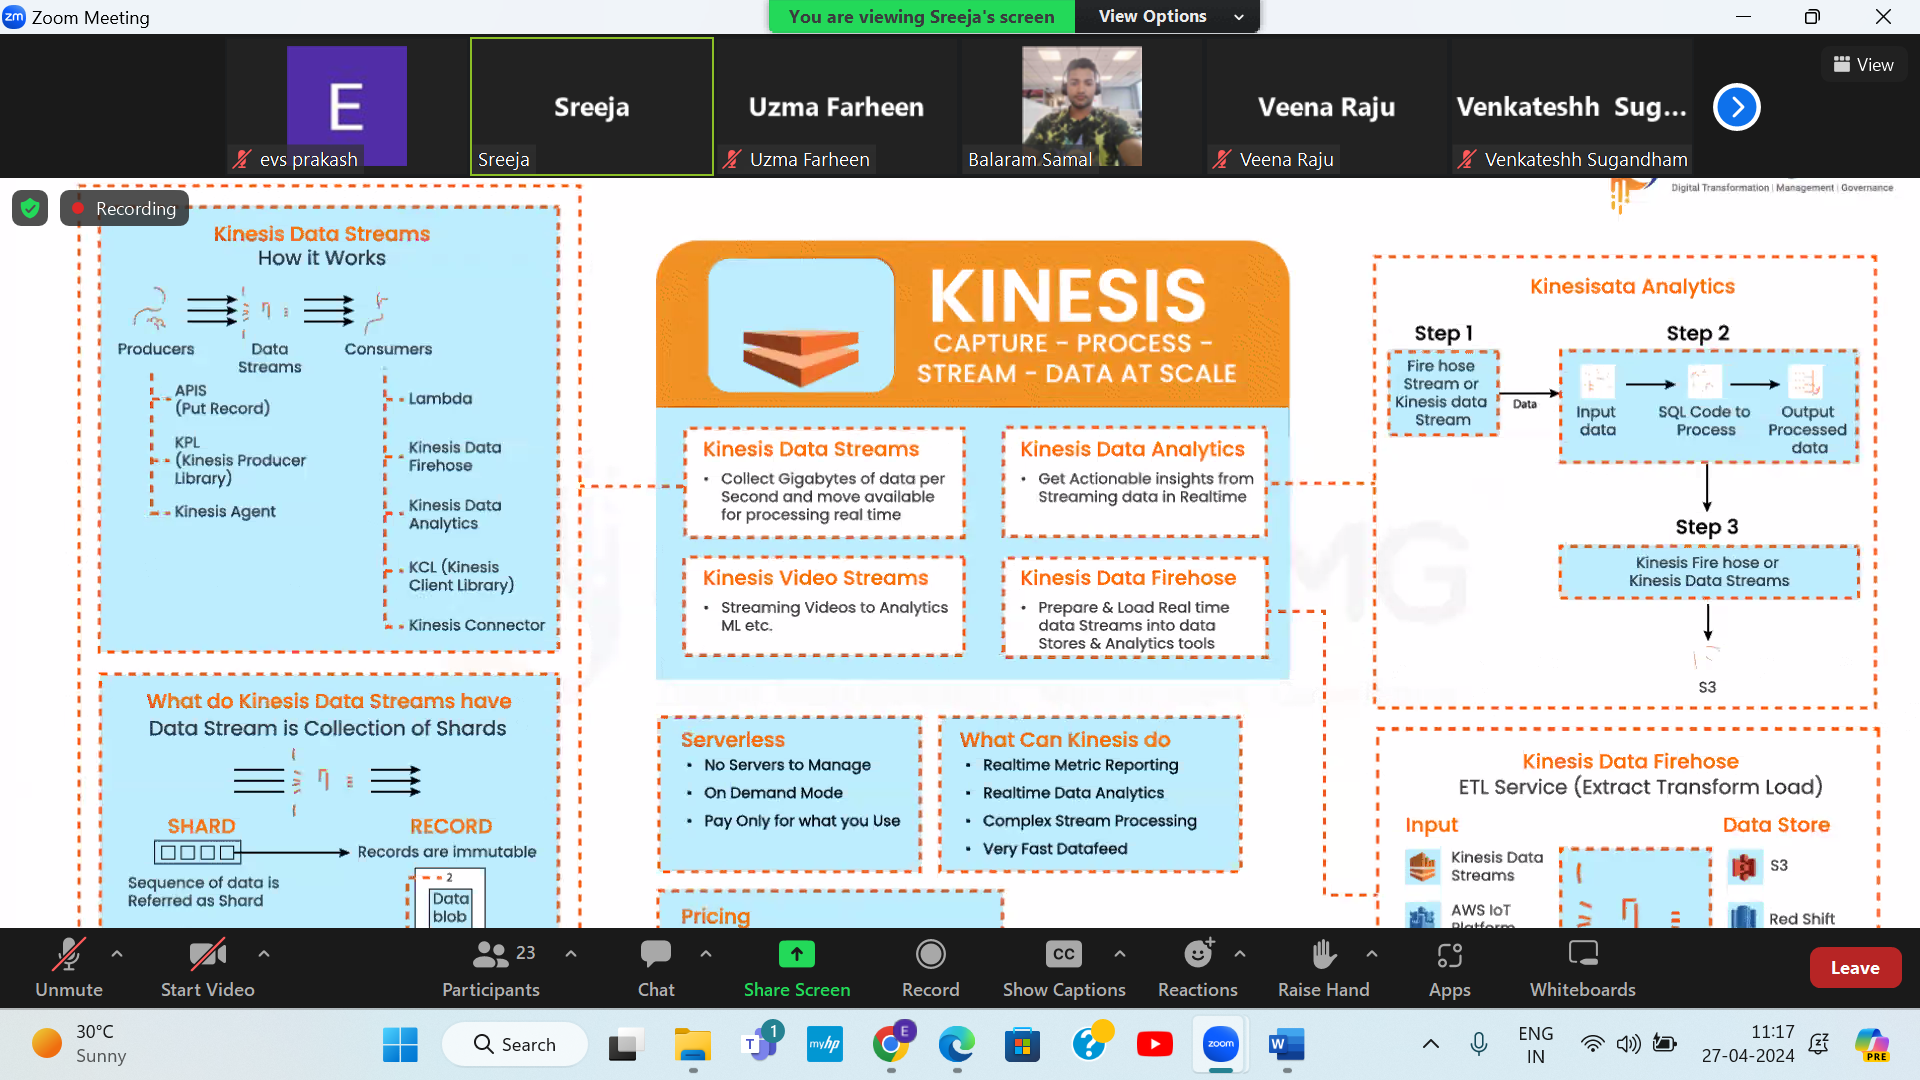 Zoom Meeting
You are viewing Sreeja's screen
View Options
E
evs prakash
Sreeja
Sreeja
Uzma Farheen
Uzma Farheen
Balaram Samal
Veena Raju
Veena Raju
Venkateshh Sug...
Venkateshh Sugandham
View
Recording
Digital Transformation | Management | Governance
Kinesis Data Streams
How it Works
Producers
Data
Streams
Consumers
APIS
(Put Record)
KPL
(Kinesis Producer
Library)
Kinesis Agent
Lambda
Kinesis Data
Firehose
Kinesis Data
Analytics
KCL (Kinesis
Client Library)
Kinesis Connector
What do Kinesis Data Streams have
Data Stream is Collection of Shards
SHARD
RECORD
Records are immutable
Sequence of data is
Referred as Shard
2
Data
blob
KINESIS
CAPTURE - PROCESS -
STREAM - DATA AT SCALE
Kinesis Data Streams
• Collect Gigabytes of data per
Second and move available
for processing real time
Kinesis Data Analytics
• Get Actionable insights from
Streaming data in Realtime
Kinesis Video Streams
• Streaming Videos to Analytics
ML etc.
Kinesis Data Firehose
• Prepare & Load Real time
data Streams into data
Stores & Analytics tools
MG
Serverless
• No Servers to Manage
• On Demand Mode
• Pay Only for what you Use
What Can Kinesis do
• Realtime Metric Reporting
• Realtime Data Analytics
• Complex Stream Processing
• Very Fast Datafeed
Pricing
Kinesisata Analytics
Step 1
Fire hose
Stream or
Kinesis data
Stream
Data
Step 2
Input
data
SQL Code to
Process
Output
Processed
data
Step 3
Kinesis Fire hose or
Kinesis Data Streams
S3
Kinesis Data Firehose
ETL Service (Extract Transform Load)
Input
Data Store
Kinesis Data
Streams
S3
AWS IoT
Platform
Red Shift
Unmute
Start Video
23
Participants
Chat
Share Screen
Record
CC
Show Captions
Reactions
Raise Hand
Apps
Whiteboards
Leave
30°C
Sunny
Search
1
T
myhp
E
zoom
W
ENG
IN
11:17
27-04-2024
PRE